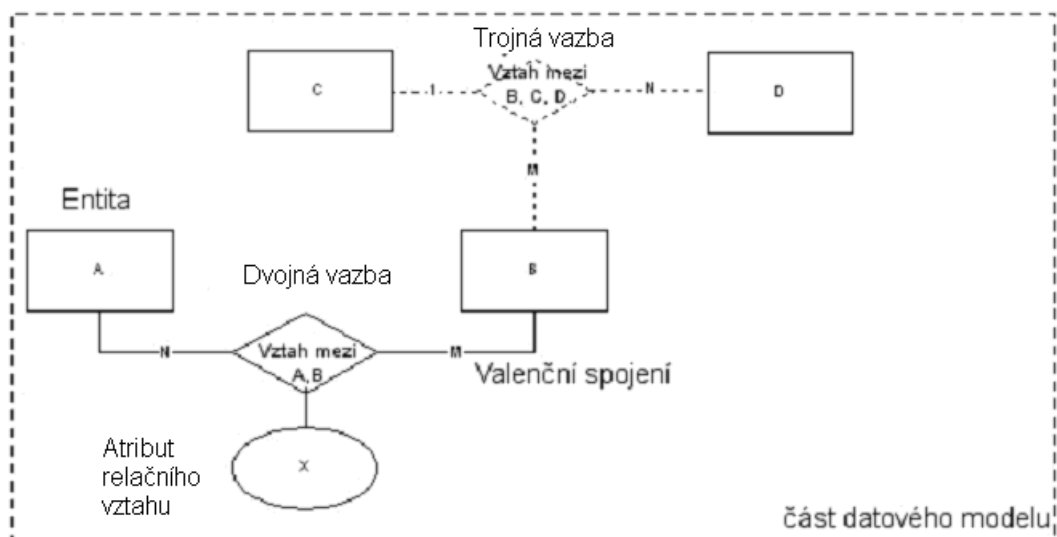 Trojná vazba
Vztah mezi
B, C, D
C
1
N
D
M
Entita
A
B
Dvojná vazba
Vztah mezi
A,B
N
M
Valenční spojení
Atribut
relačního
vztahu
X
část datového modelu